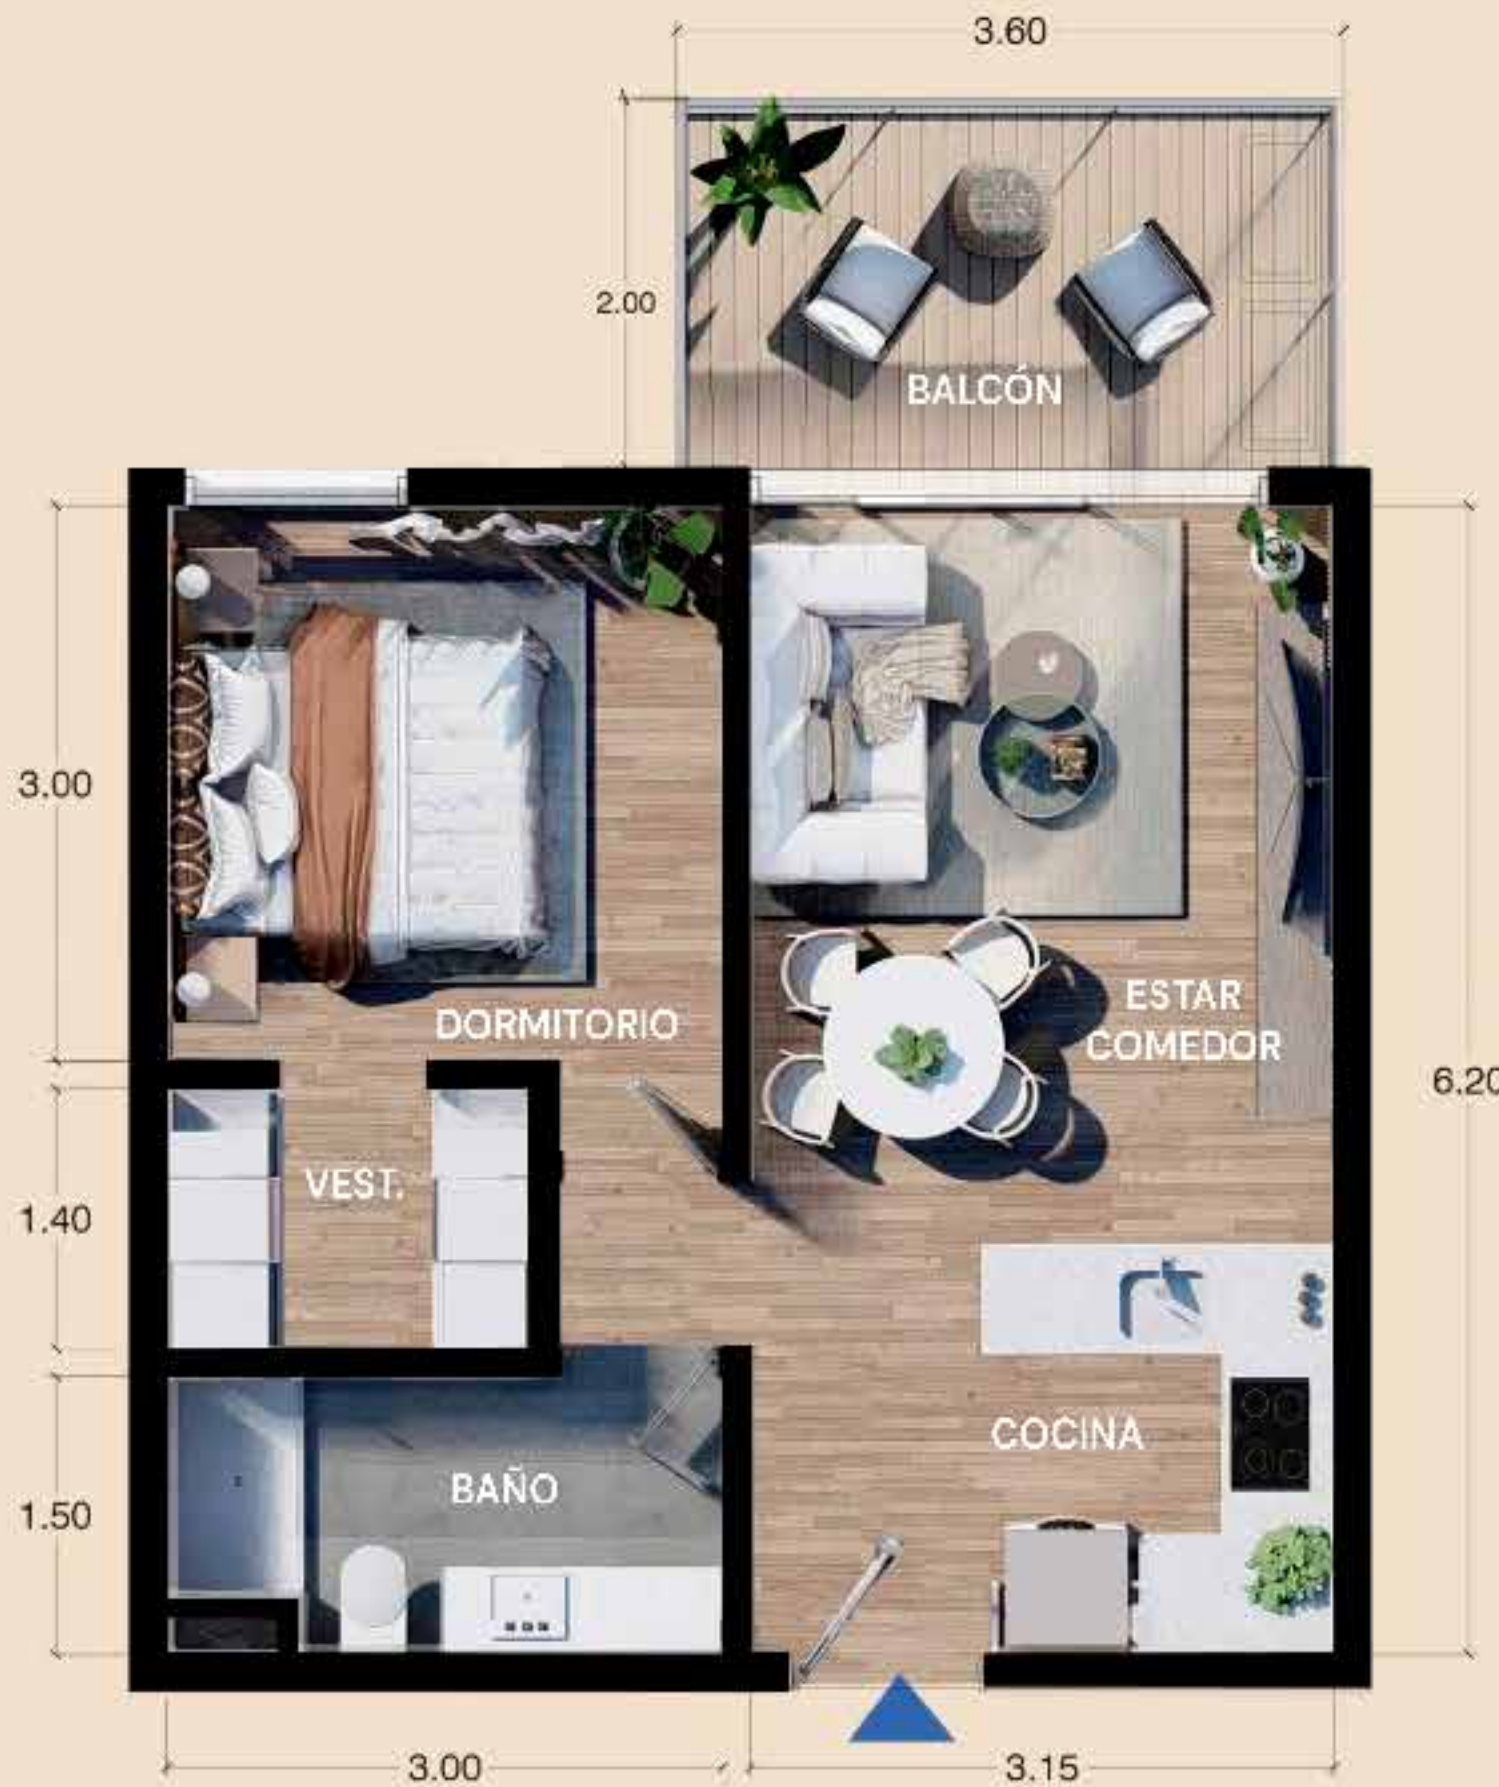 3.60
2.00
BALCÓN
3.00
DORMITORIO
ESTAR
COMEDOR
6.20
VEST.
1.40
COCINA
BAÑO
1.50
3.00
3.15